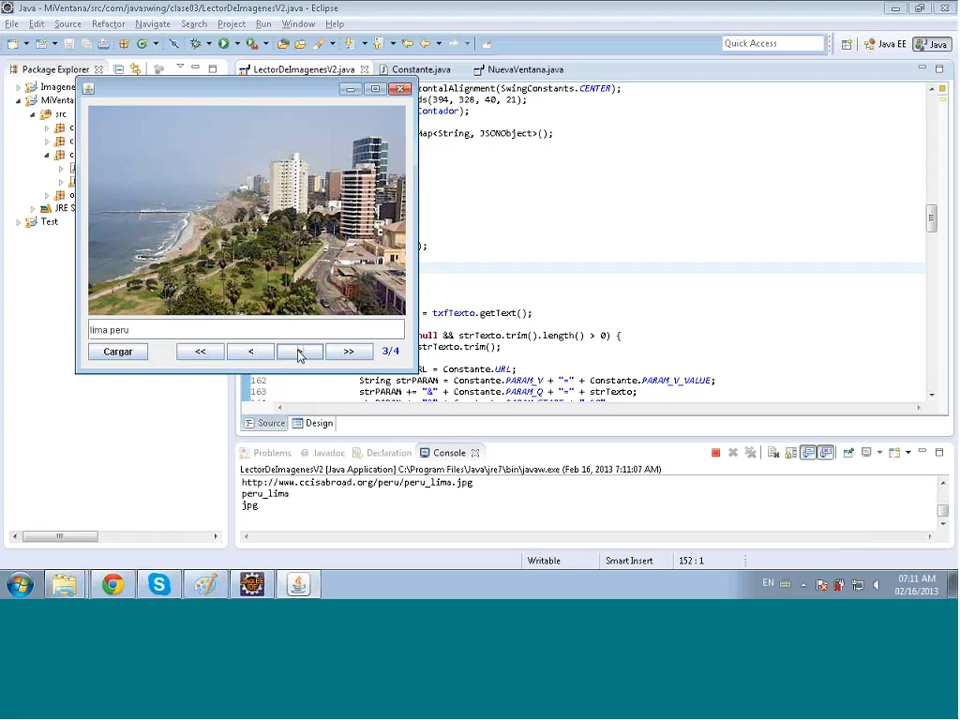 Java - MiVentana/src/com/javaswing/clase03/LectorDeImagenesV2.java - Eclipse
File Edit Source Refactor Navigate Search Project Run Window Help
Quick Access
Java EE
Java
Package Explorer
LectorDeImagenesV2.java
Constante.java
NuevaVentana.java
Imagene
MiVenta
src
c
c
c
J
o
JRE S
Test
rizontalAlignment(SwingConstants.CENTER);
ds(394, 328, 40, 21);
Contador);
Map<String, JSONObject>();
);
= txfTexto.getText();
null && strTexto.trim().length() > 0) {
strTexto.trim();
RL = Constante.URL;
162 String strPARAM = Constante.PARAM_V + "=" + Constante.PARAM_V_VALUE;
163 strPARAM += "&" + Constante.PARAM_Q + "=" + strTexto;
lima peru
Cargar << < > >> 3/4
Source Design
Problems Javadoc Declaration Console
LectorDeImagenesV2 [Java Application] C:\Program Files\Java\jre7\bin\javaw.exe (Feb 16, 2013 7:11:07 AM)
http://www.ccisabroad.org/peru/peru_lima.jpg
peru_lima
jpg
Writable Smart Insert 152 : 1
EN
07:11 AM
02/16/2013